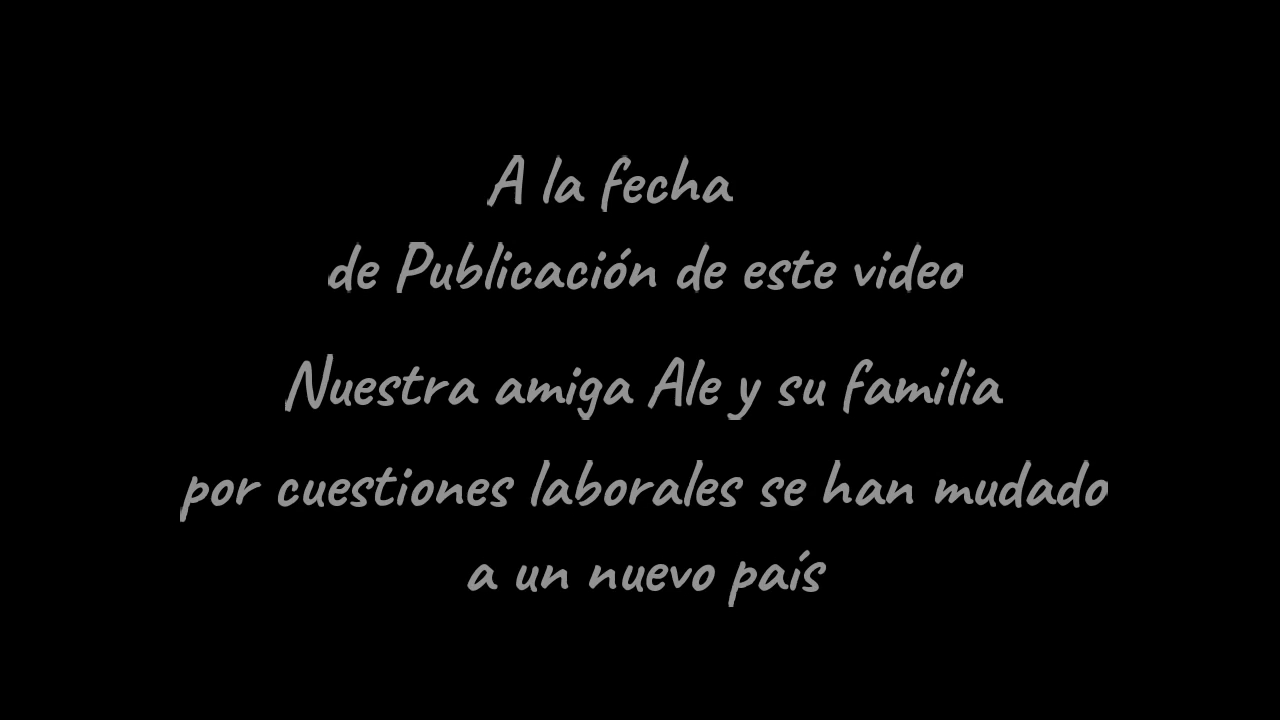 A la fecha
de Publicación de este video
Nuestra amiga Ale y su familia
por cuestiones laborales se han mudado
a un nuevo país